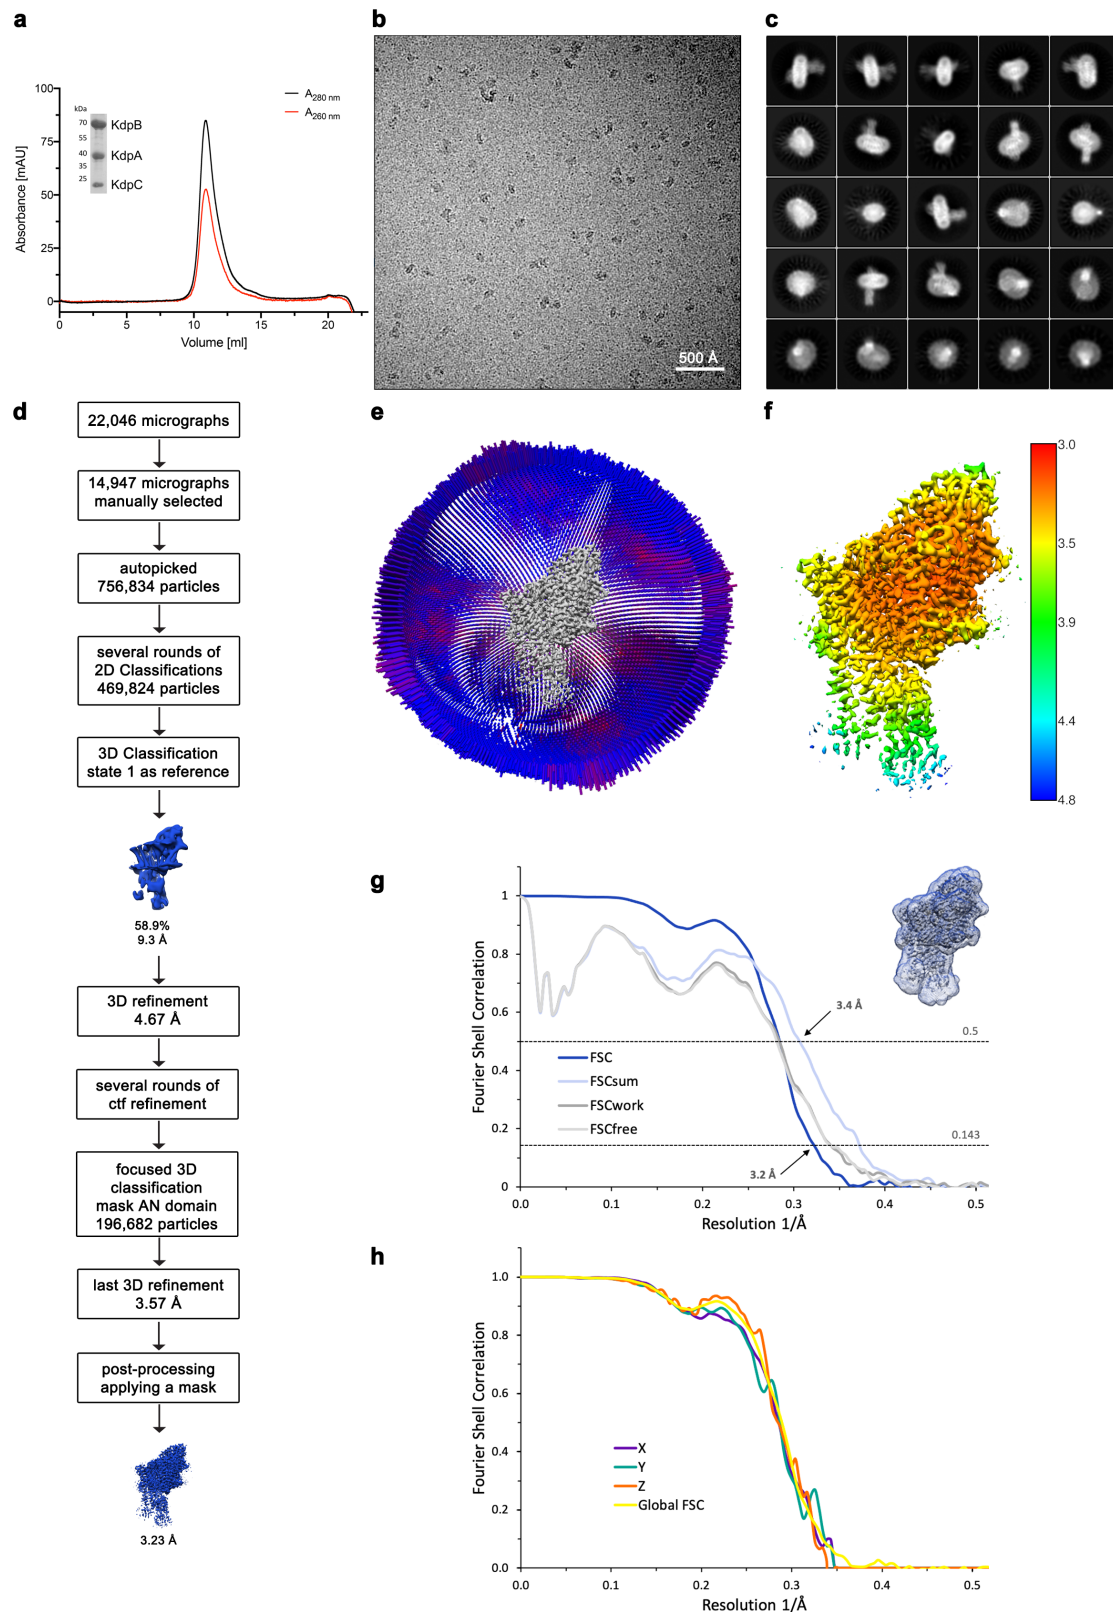 a
100
75
50
25
0
Absorbance [mAU]
0
5
10
15
20
Volume [ml]
A280 nm
A260 nm
kDa
70
55
40
35
25
KdpB
KdpA
KdpC
b
500 Å
c
d
22,046 micrographs
14,947 micrographs
manually selected
autopicked
756,834 particles
several rounds of
2D Classifications
469,824 particles
3D Classification
state 1 as reference
58.9%
9.3 Å
3D refinement
4.67 Å
several rounds of
ctf refinement
focused 3D
classification
mask AN domain
196,682 particles
last 3D refinement
3.57 Å
post-processing
applying a mask
3.23 Å
e
f
3.0
3.5
3.9
4.4
4.8
g
1
0.8
0.6
0.4
0.2
0
Fourier Shell Correlation
3.4 Å
0.5
FSC
FSCsum
FSCwork
FSCfree
0.143
3.2 Å
0.0
0.1
0.2
0.3
0.4
0.5
Resolution 1/Å
h
1.0
0.8
0.6
0.4
0.2
0.0
Fourier Shell Correlation
X
Y
Z
Global FSC
0.0
0.1
0.2
0.3
0.4
0.5
Resolution 1/Å